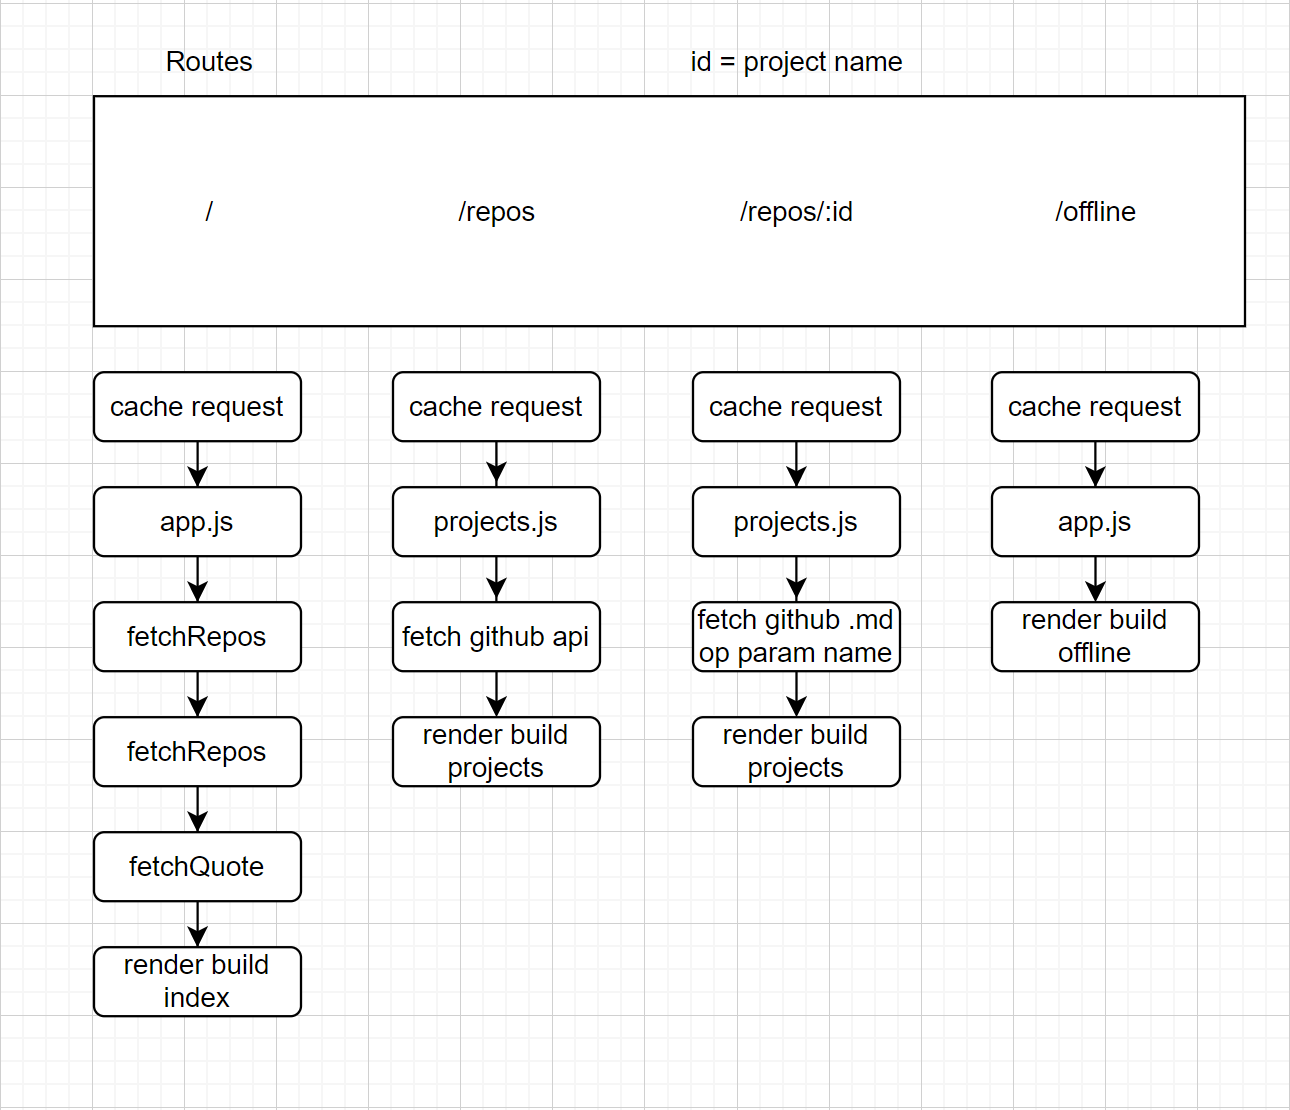 Routes
id = project name
/
/repos
/repos/:id
/offline
cache request
app.js
fetchRepos
fetchRepos
fetchQuote
render build
index
cache request
projects.js
fetch github api
render build
projects
cache request
projects.js
fetch github .md
op param name
render build
projects
cache request
app.js
render build
offline